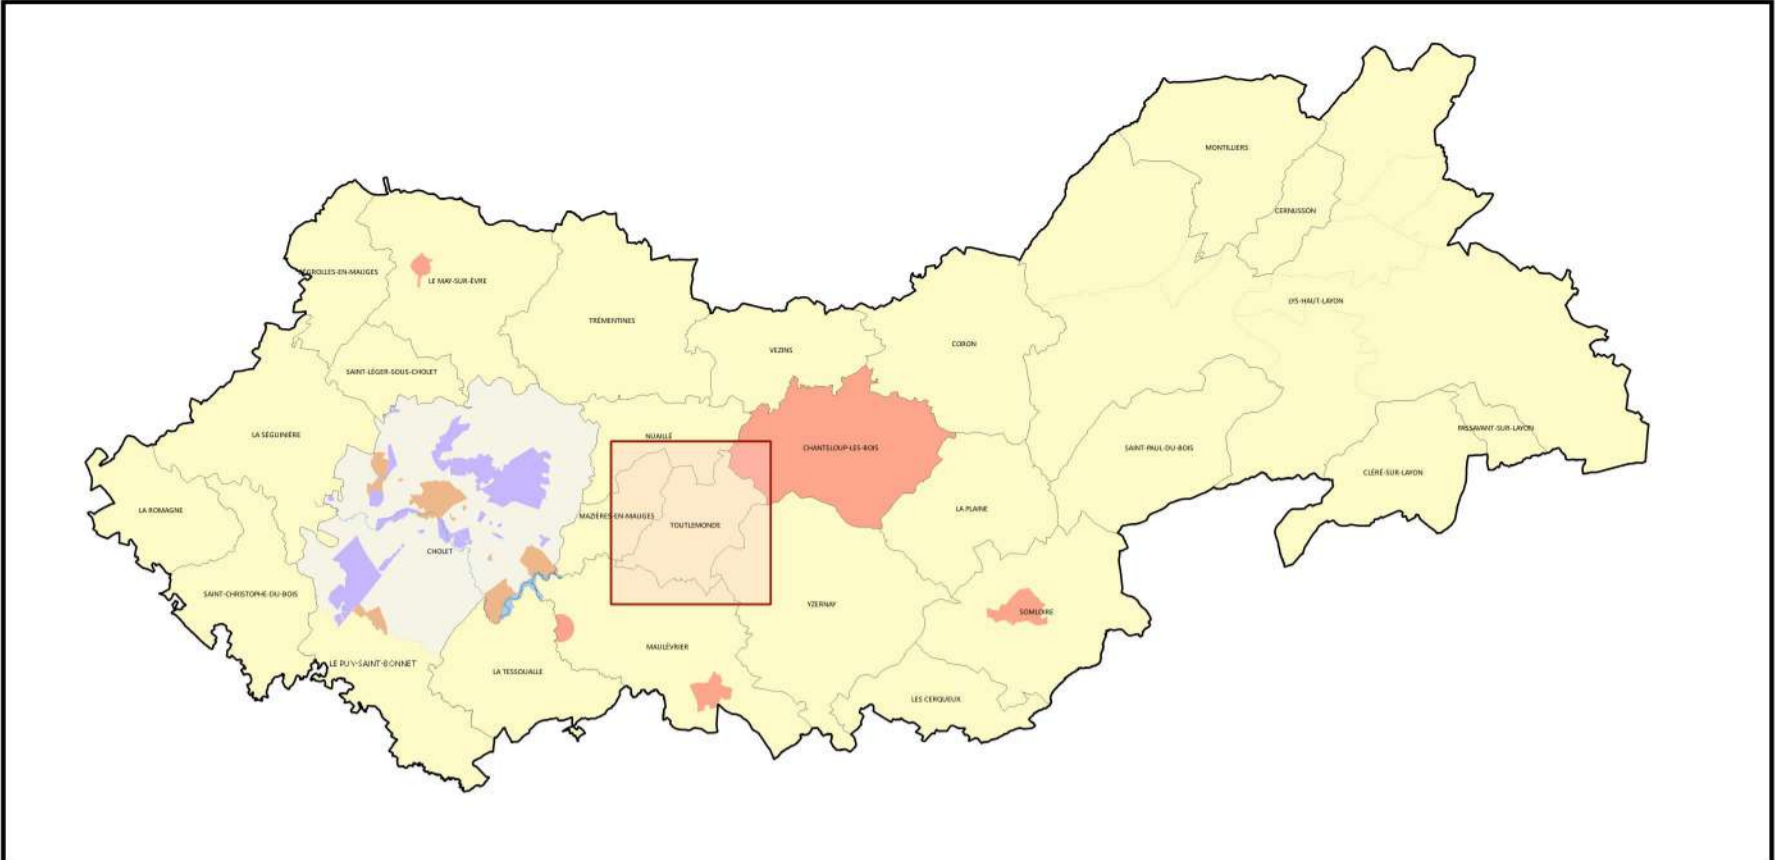 MONTILLIERS
CERNUSSON
BÉGROLLES-EN-MAUGES
LE MAY-SUR-ÈVRE
LYS-HAUT-LAYON
TRÉMENTINES
VEZINS
CORON
SAINT-LÉGER-SOUS-CHOLET
LA SÉGUINIÈRE
NUAILLÉ
CHANTELOUP-LES-BOIS
SAINT-PAUL-DU-BOIS
PASSAVANT-SUR-LAYON
CLÉRÉ-SUR-LAYON
LA ROMAGNE
MAZIÈRES-EN-MAUGES
TOUTLEMONDE
LA PLAINE
CHOLET
SAINT-CHRISTOPHE-DU-BOIS
YZERNAY
SOMLOIRE
MAULÉVRIER
LE PUY-SAINT-BONNET
LA TESSOUALLE
LES CERQUEUX